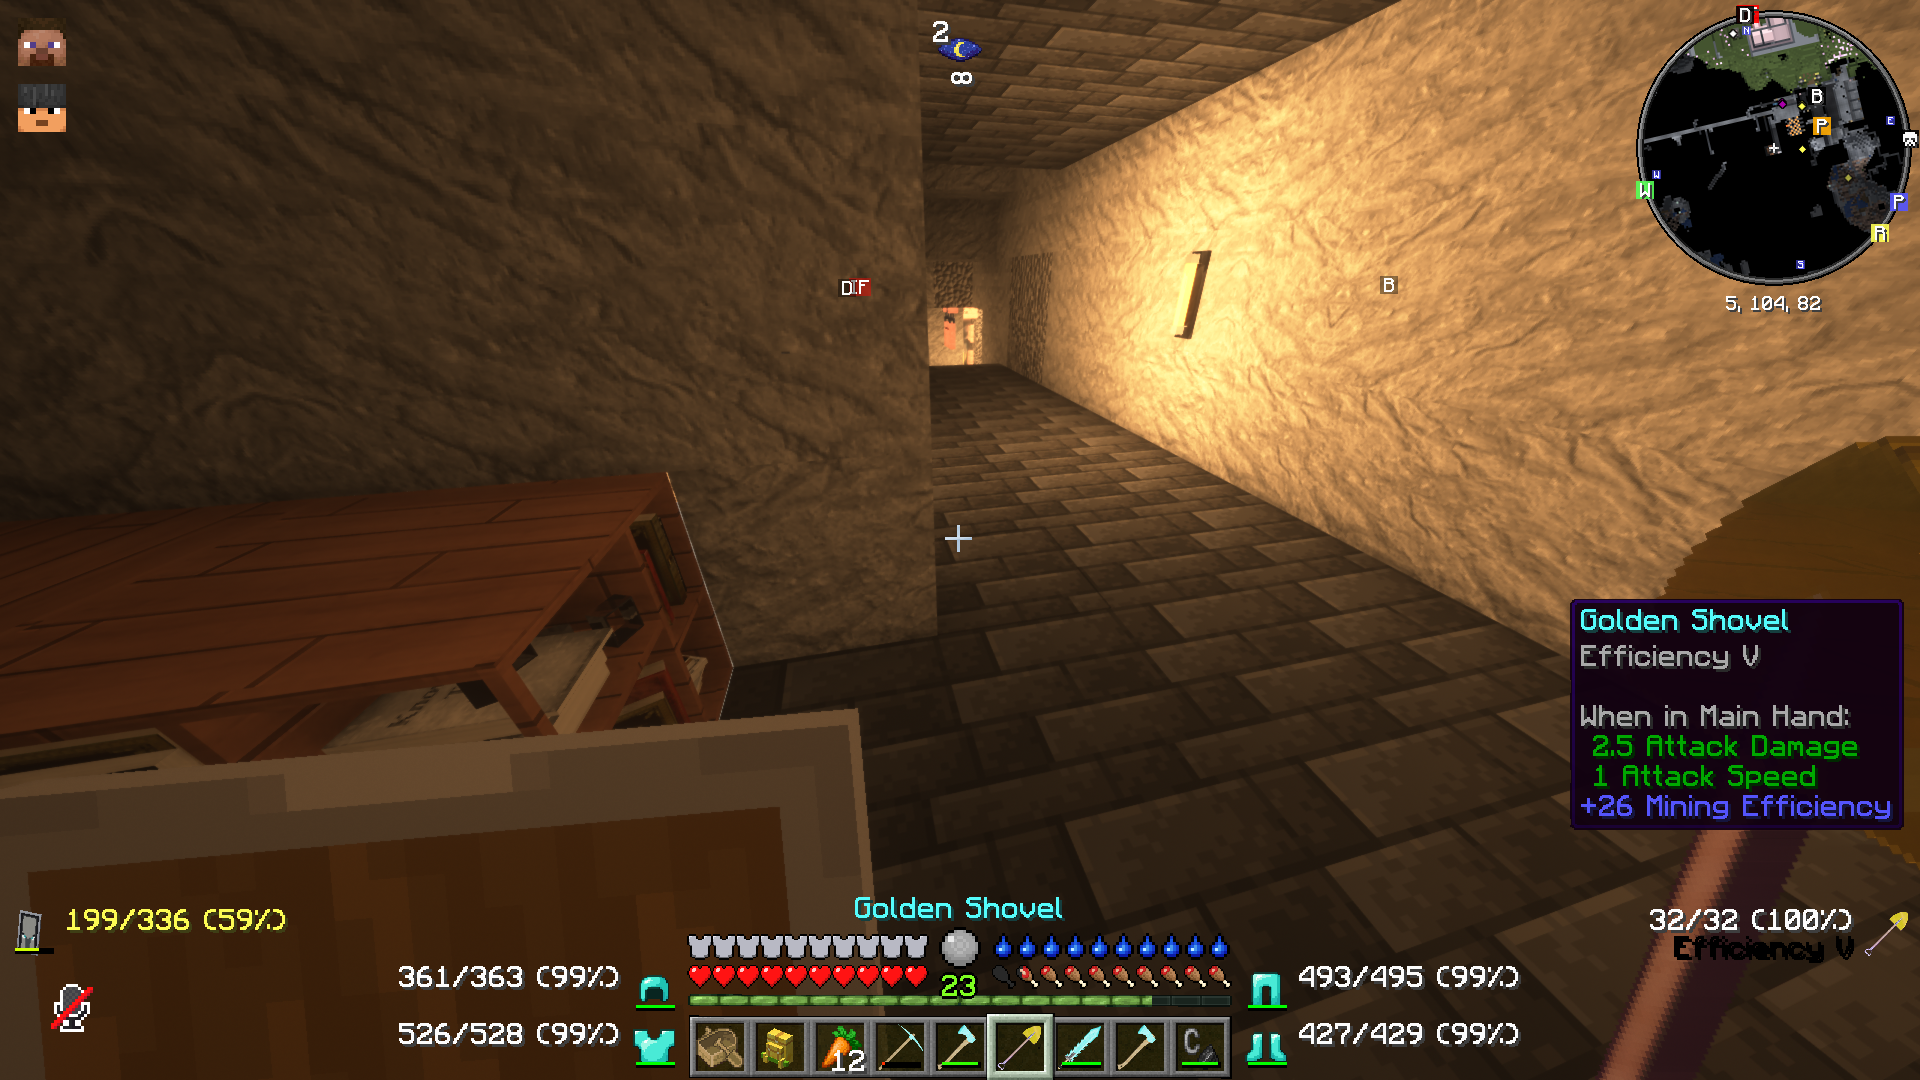 2
∞
D
N
B
P
E
W
W
P
Fi
S
5, 104, 82
D F
B
Golden Shovel
Efficiency V
When in Main Hand:
2.5 Attack Damage
1 Attack Speed
+26 Mining Efficiency
199/336 (59%)
Golden Shovel
32/32 (100%)
Efficiency V
361/363 (99%)
23
493/495 (99%)
526/528 (99%)
12
C
427/429 (99%)